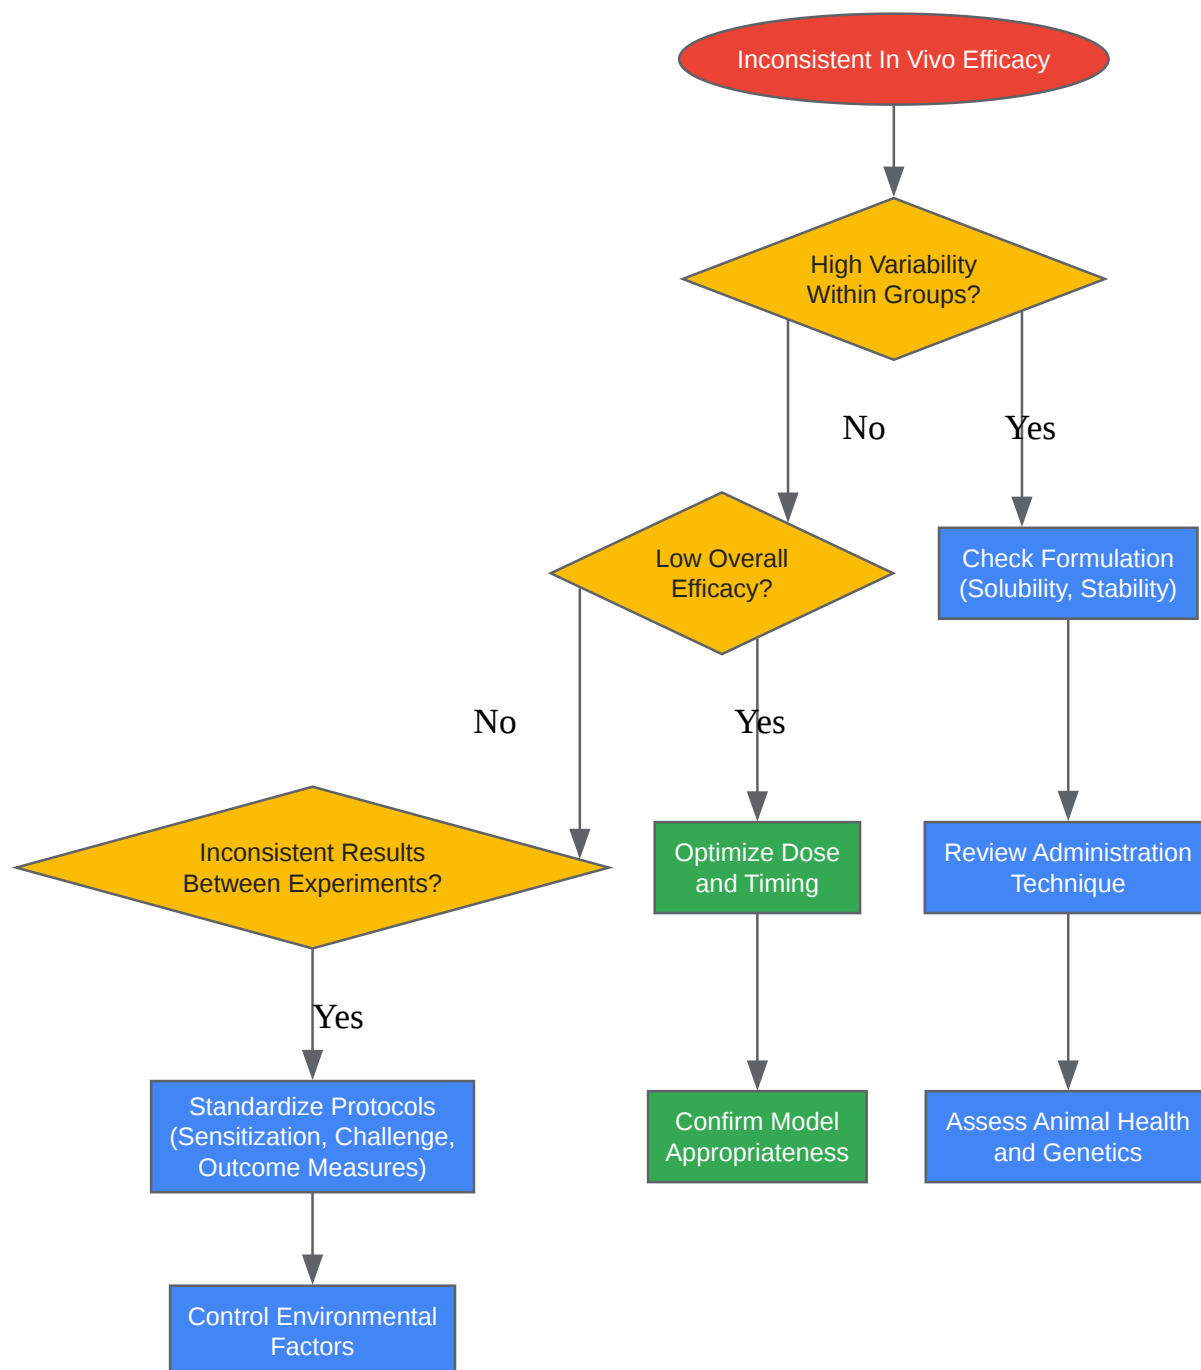 Inconsistent In Vivo Efficacy
High Variability
Within Groups?
No
Yes
Low Overall
Efficacy?
Check Formulation
(Solubility, Stability)
No
Yes
Inconsistent Results
Between Experiments?
Optimize Dose
and Timing
Review Administration
Technique
Yes
Standardize Protocols
(Sensitization, Challenge,
Outcome Measures)
Confirm Model
Appropriateness
Assess Animal Health
and Genetics
Control Environmental
Factors